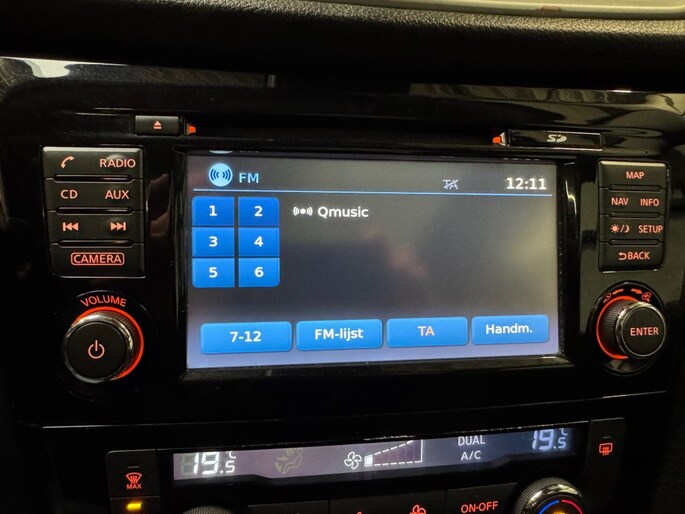 SD
RADIO
CD AUX
CAMERA
VOLUME
FM
TA
12:11
1 2
3 4
5 6
Qmusic
7-12
FM-lijst
TA
Handm.
MAP
NAV INFO
SETUP
BACK
ENTER
MAX
19.5
DUAL
A/C
19.5°C
ON-OFF